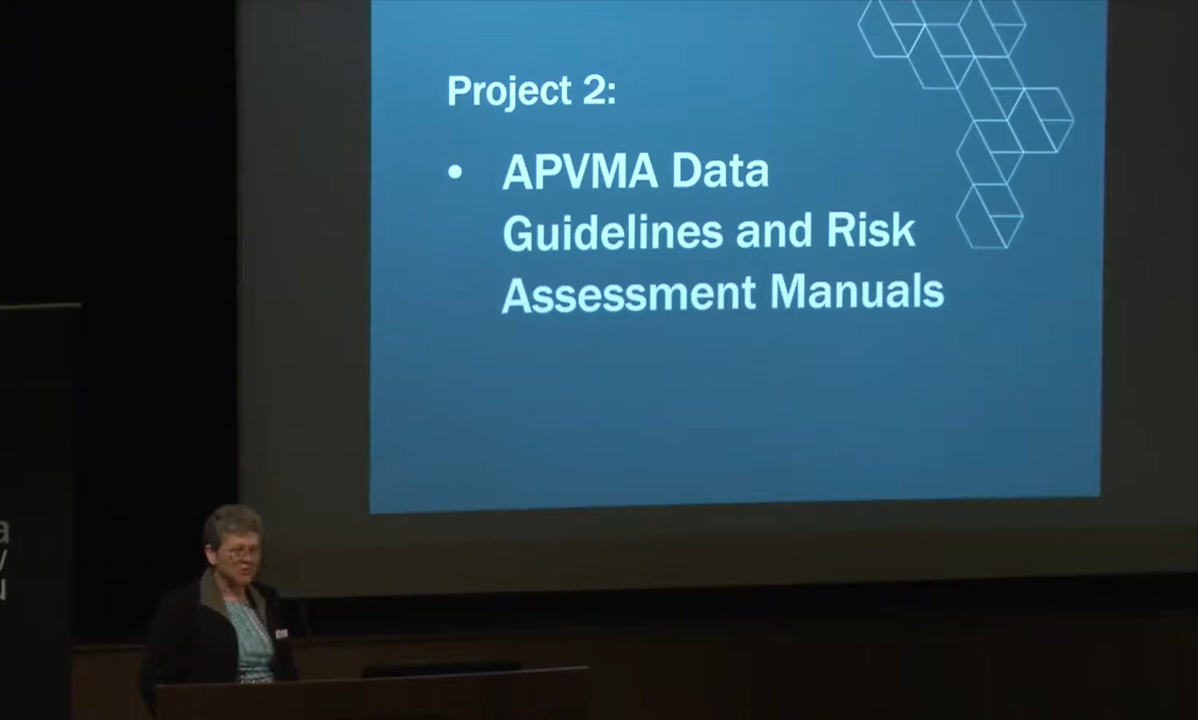 Project 2:
• APVMA Data
Guidelines and Risk
Assessment Manuals